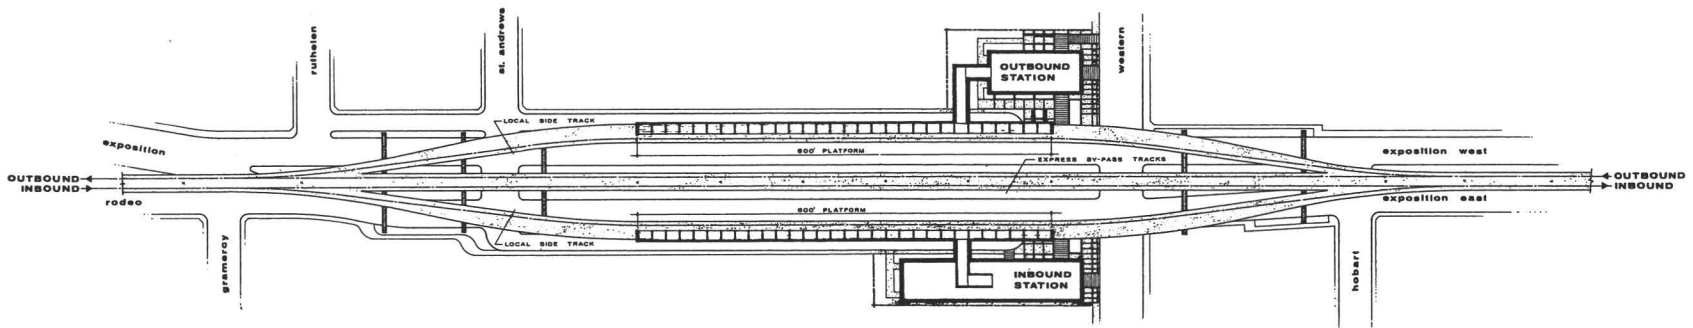 ruthelen
st. andrews
western
OUTBOUND
STATION
LOCAL SIDE TRACK
exposition
600' PLATFORM
EXPRESS BY-PASS TRACKS
exposition west
OUTBOUND
INBOUND
OUTBOUND
INBOUND
rodeo
exposition east
600' PLATFORM
LOCAL SIDE TRACK
INBOUND
STATION
gramercy
hobart